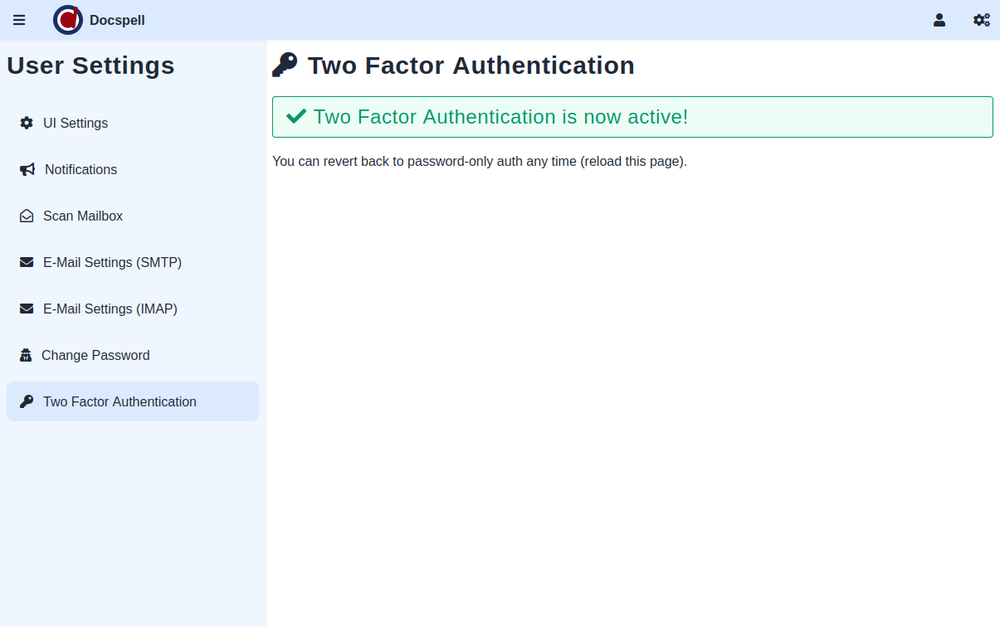 Docspell
User Settings
UI Settings
Notifications
Scan Mailbox
E-Mail Settings (SMTP)
E-Mail Settings (IMAP)
Change Password
Two Factor Authentication
Two Factor Authentication
Two Factor Authentication is now active!
You can revert back to password-only auth any time (reload this page).